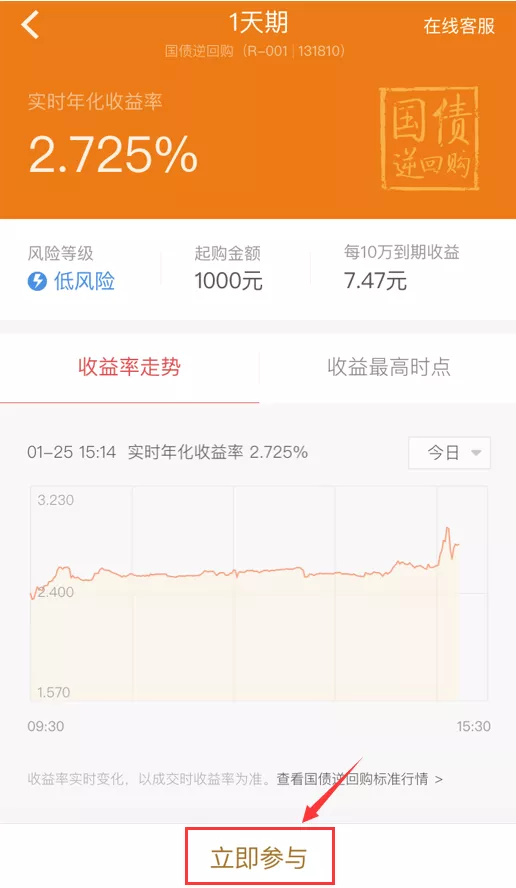 1天期
在线客服
国债逆回购（R-001 | 131810）
实时年化收益率
2.725%
国债
逆回购
风险等级
低风险
起购金额
1000元
每10万到期收益
7.47元
收益率走势
收益最高时点
01-25 15:14 实时年化收益率 2.725%
今日
3.230
2.400
1.570
09:30
15:30
收益率实时变化，以成交时收益率为准。查看国债逆回购标准行情 >
立即参与